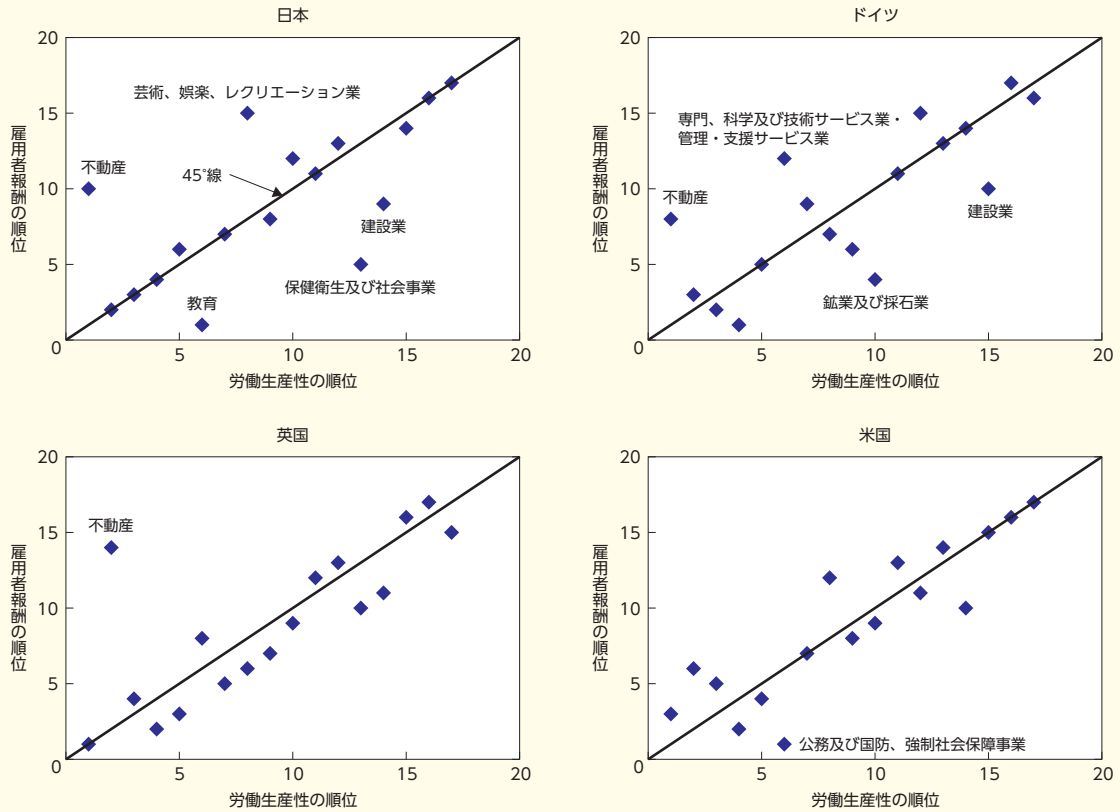 日本
20
15
10
5
0
5
10
15
20
雇用者報酬の順位
労働生産性の順位
芸術、娯楽、レクリエーション業
不動産
45°線
建設業
保健衛生及び社会事業
教育
ドイツ
20
15
10
5
0
5
10
15
20
雇用者報酬の順位
労働生産性の順位
専門、科学及び技術サービス業・
管理・支援サービス業
不動産
建設業
鉱業及び採石業
英国
20
15
10
5
0
5
10
15
20
雇用者報酬の順位
労働生産性の順位
不動産
米国
20
15
10
5
0
5
10
15
20
雇用者報酬の順位
労働生産性の順位
公務及び国防、強制社会保障事業